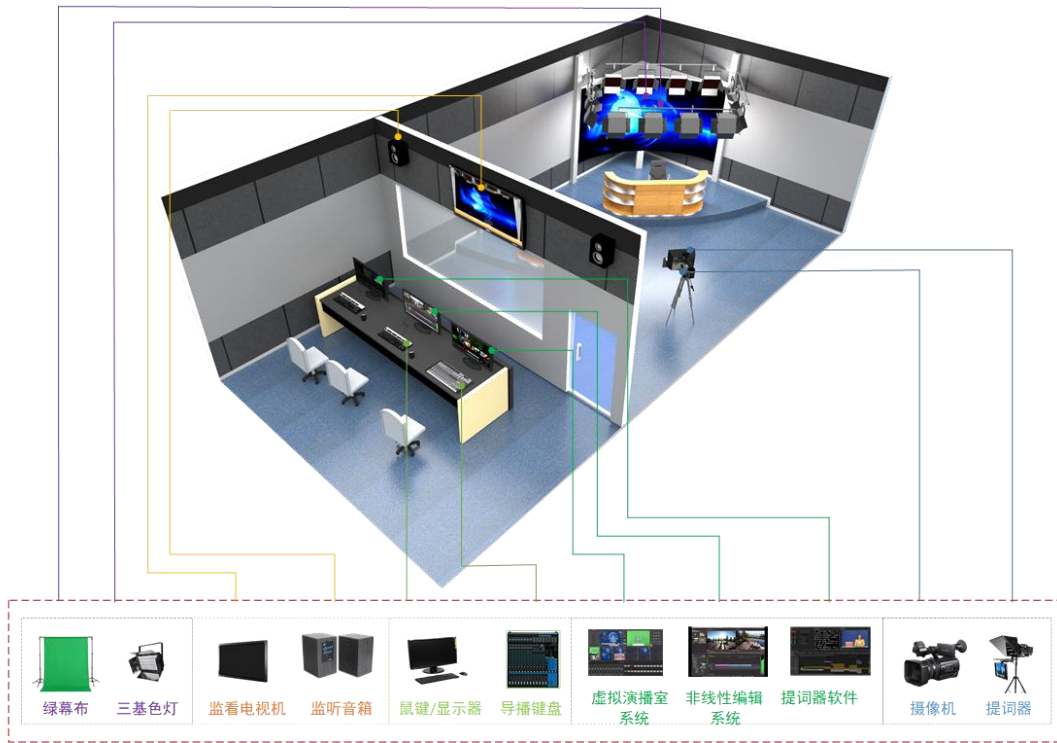 绿幕布
三基色灯
监看电视机
监听音箱
鼠键/显示器
导播键盘
虚拟演播室
系统
非线性编辑
系统
提词器软件
摄像机
提词器